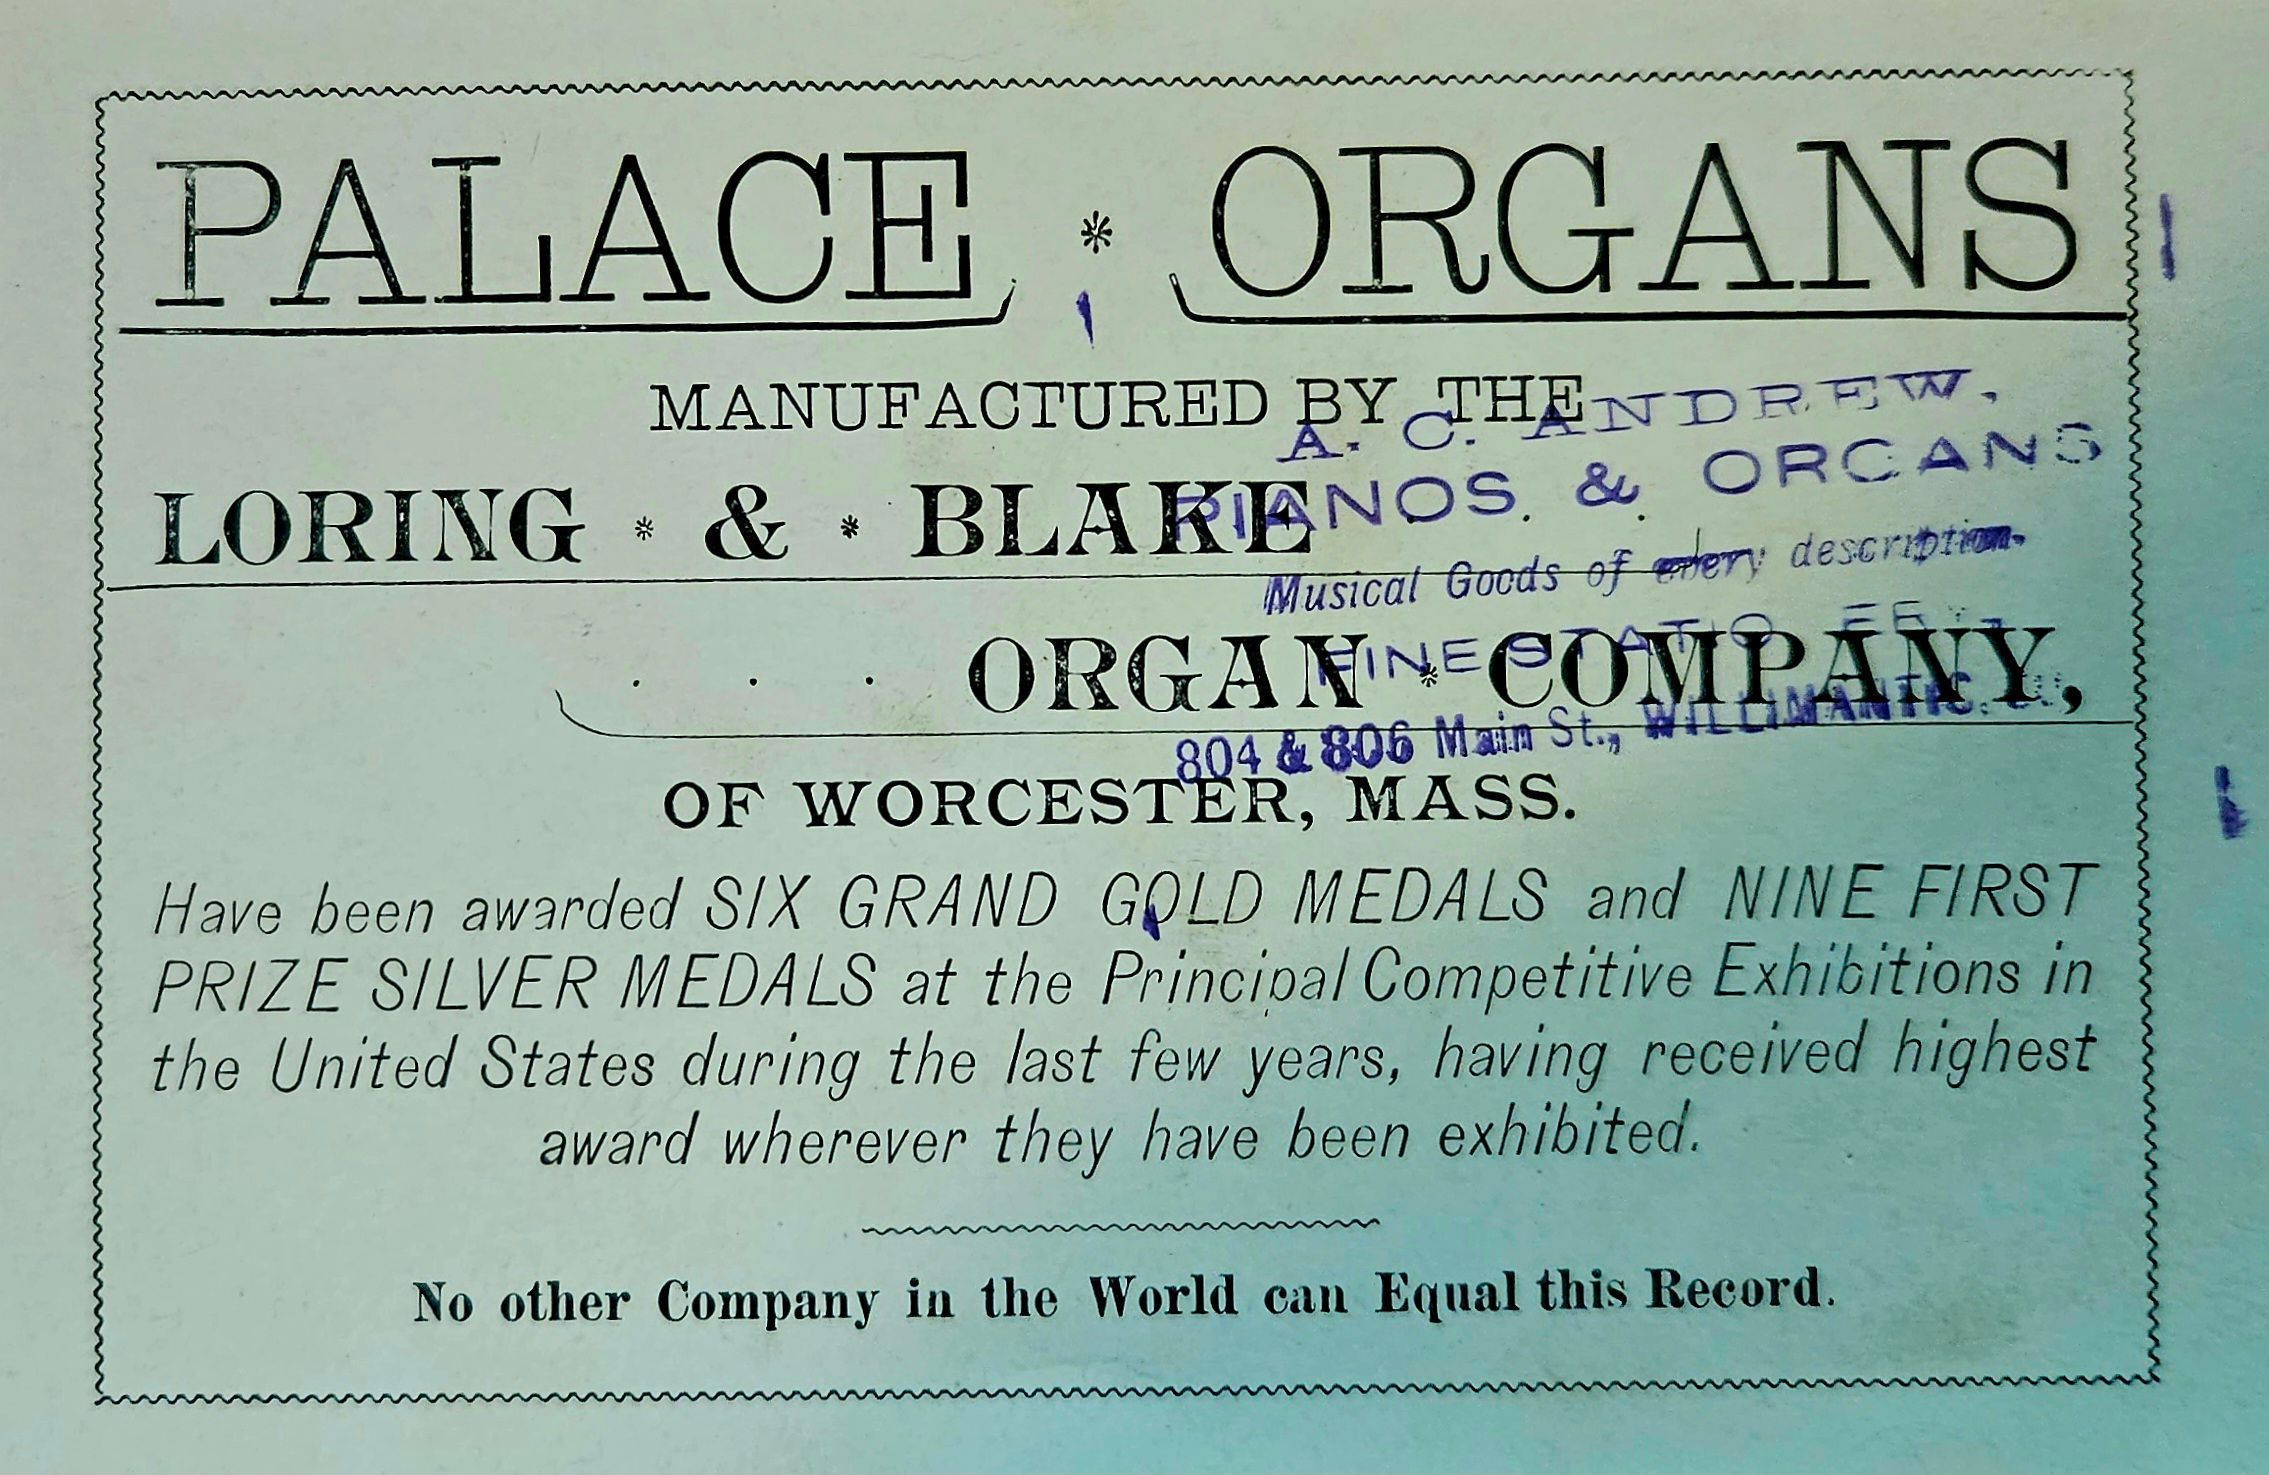 PALACE * ORGANS
MANUFACTURED BY THE
LORING * & * BLAKE
ORGAN * COMPANY,
OF WORCESTER, MASS.
A. C. ANDREW,
PIANOS. & ORGANS
Musical Goods of every description.
FINE
804 & 806 Main St., WILLIMANTIC.
Have been awarded SIX GRAND GOLD MEDALS and NINE FIRST
PRIZE SILVER MEDALS at the Principal Competitive Exhibitions in
the United States during the last few years, having received highest
award wherever they have been exhibited.
No other Company in the World can Equal this Record.